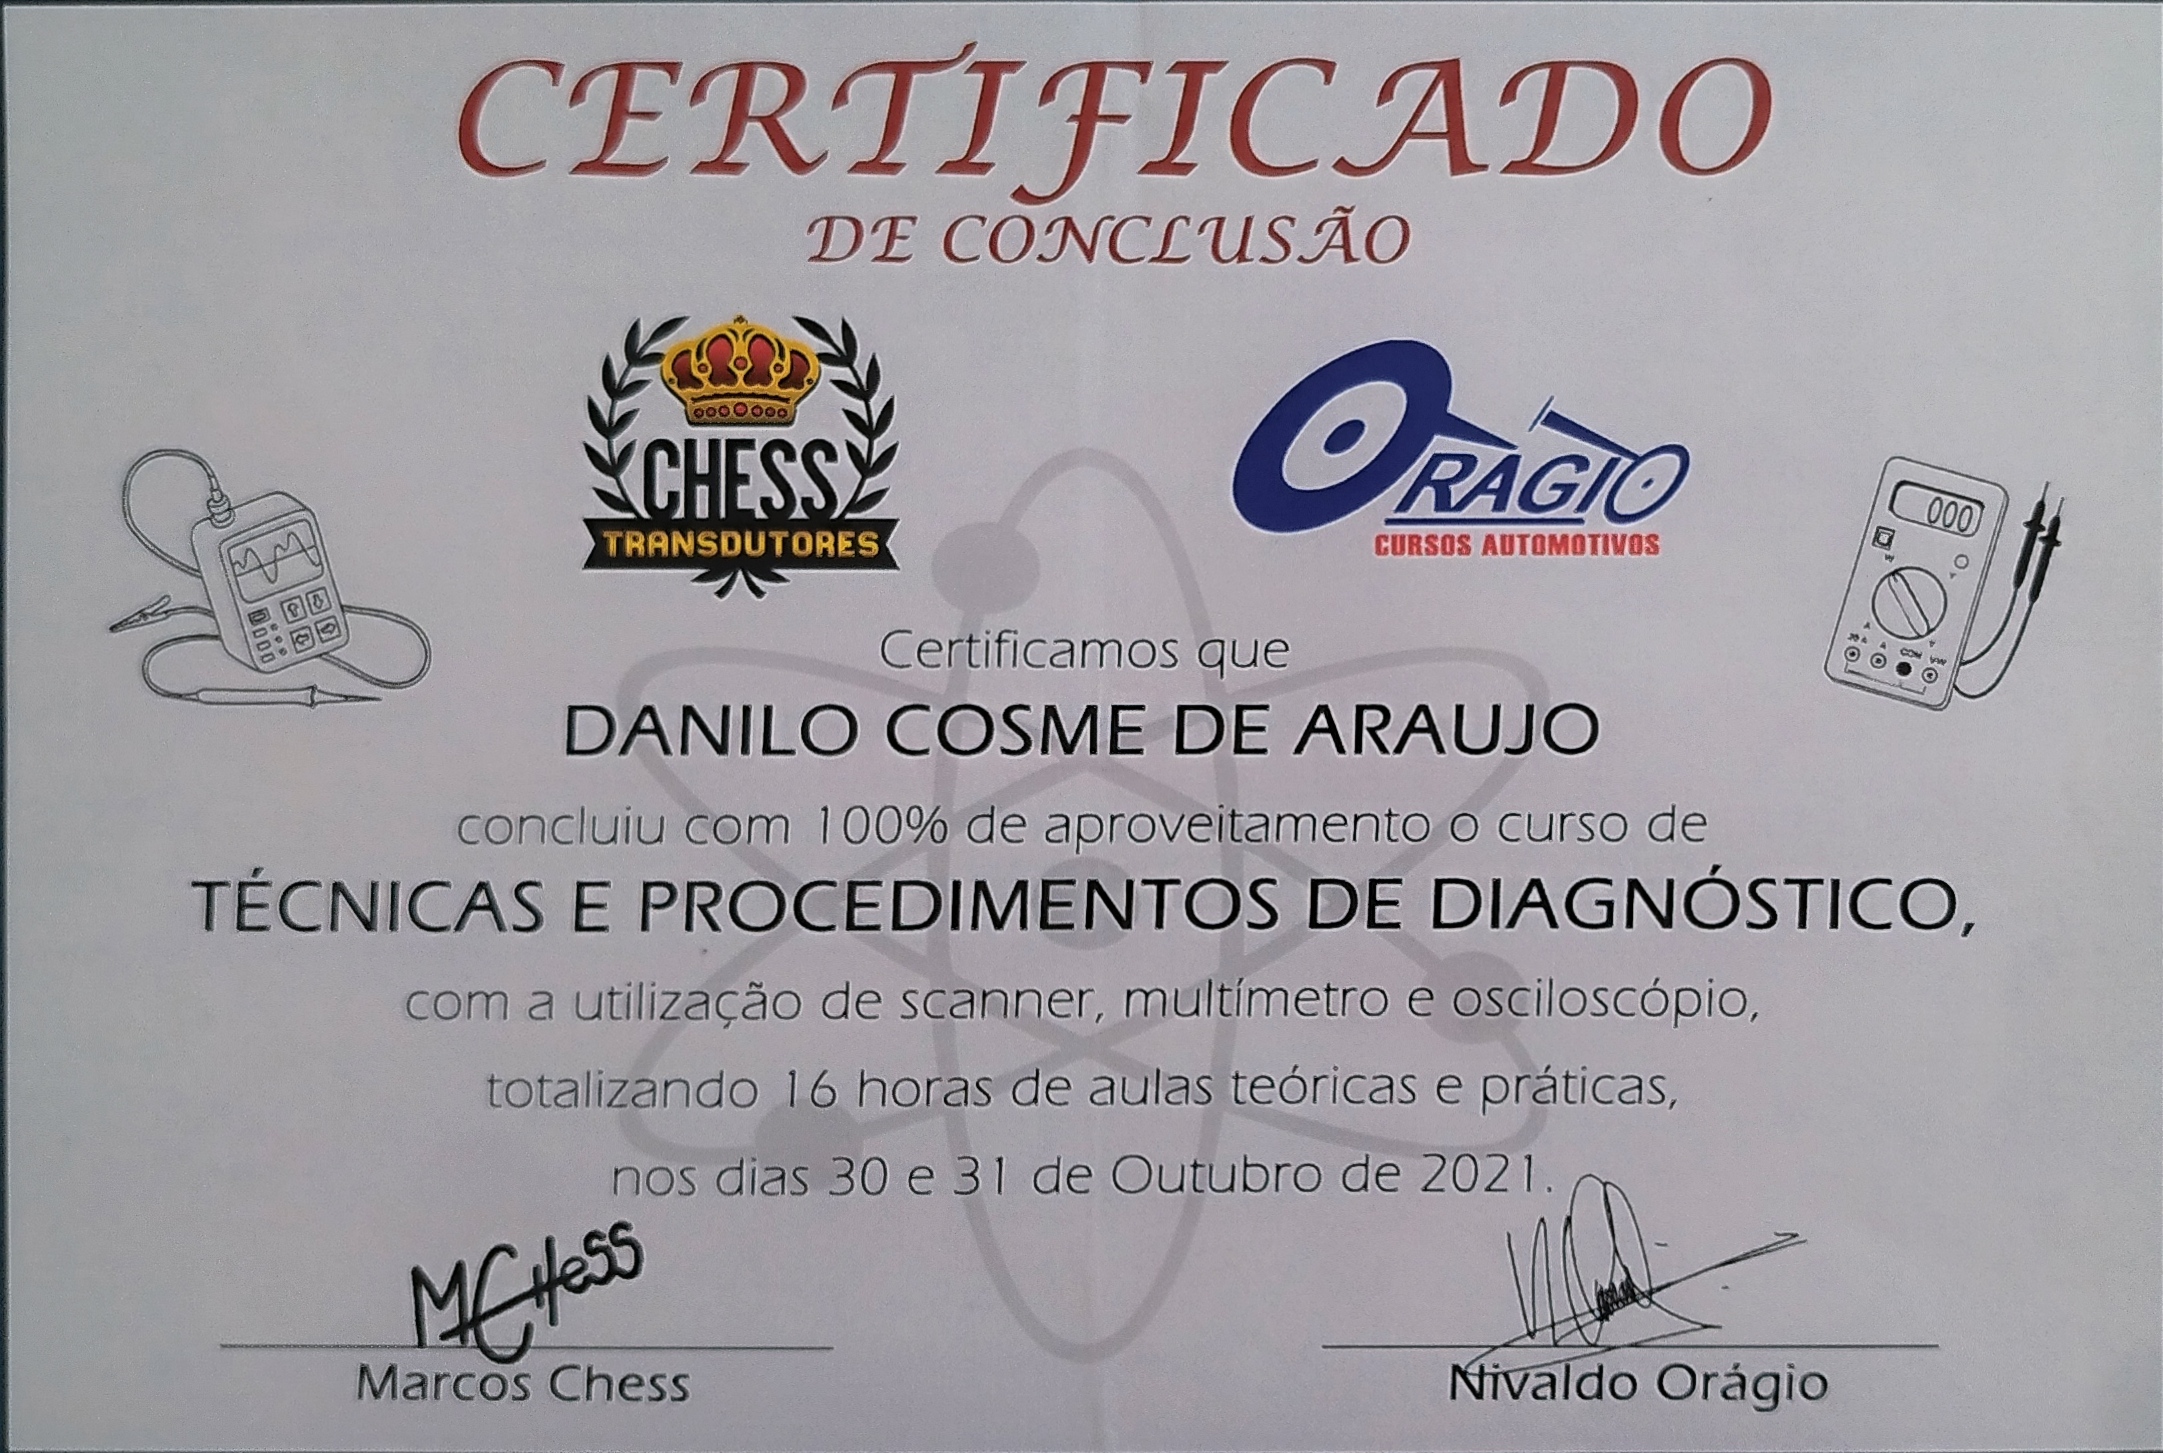 CERTIFICADO
DE CONCLUSÃO
CHESS
TRANSDUTORES
ORAGIO
CURSOS AUTOMOTIVOS
000
COM
Certificamos que
DANILO COSME DE ARAUJO
concluiu com 100% de aproveitamento o curso de
TÉCNICAS E PROCEDIMENTOS DE DIAGNÓSTICO,
com a utilização de scanner, multímetro e osciloscópio,
totalizando 16 horas de aulas teóricas e práticas,
nos dias 30 e 31 de Outubro de 2021.
MCHess
Marcos Chess
Nivaldo Orágio